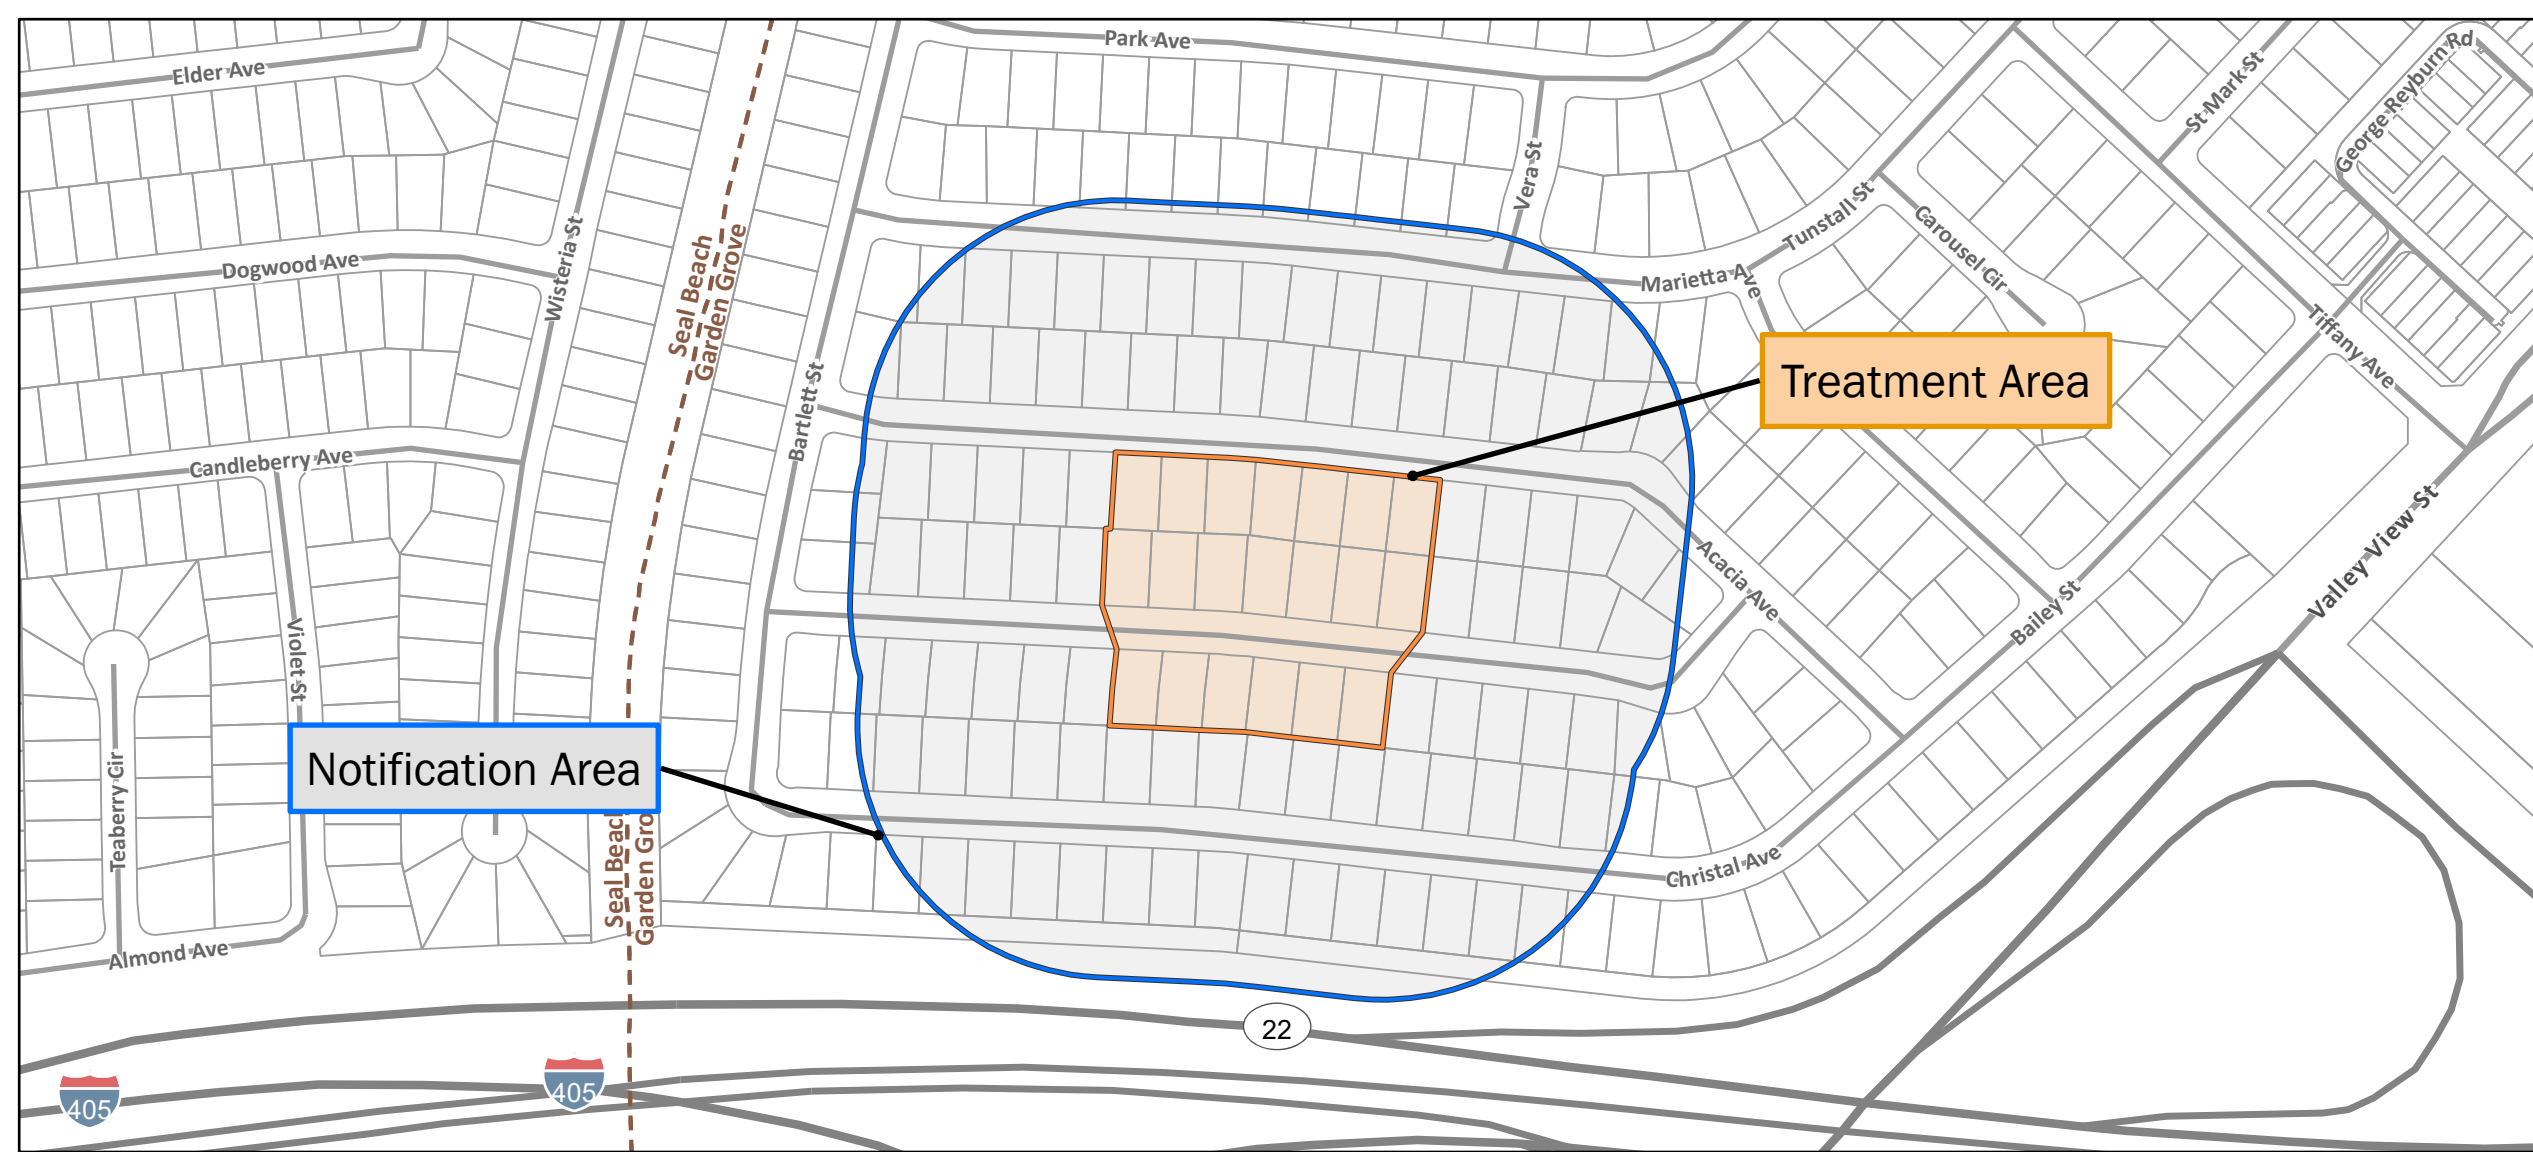 Park Ave
Elder Ave
St Mark St
George Reyburn Rd
Vera St
Tunstall St
Carousel Cir
Dogwood Ave
Wisteria St
Seal Beach
Garden Grove
Marietta Ave
Ave
Tiffany Ave
Treatment Area
Bartlett St
Candleberry Ave
Valley View St
Acacia Ave
Bailey St
Violet St
Notification Area
Teaberry Cir
Seal Beach
Garden Gro
Christal Ave
Almond Ave
22
405
405